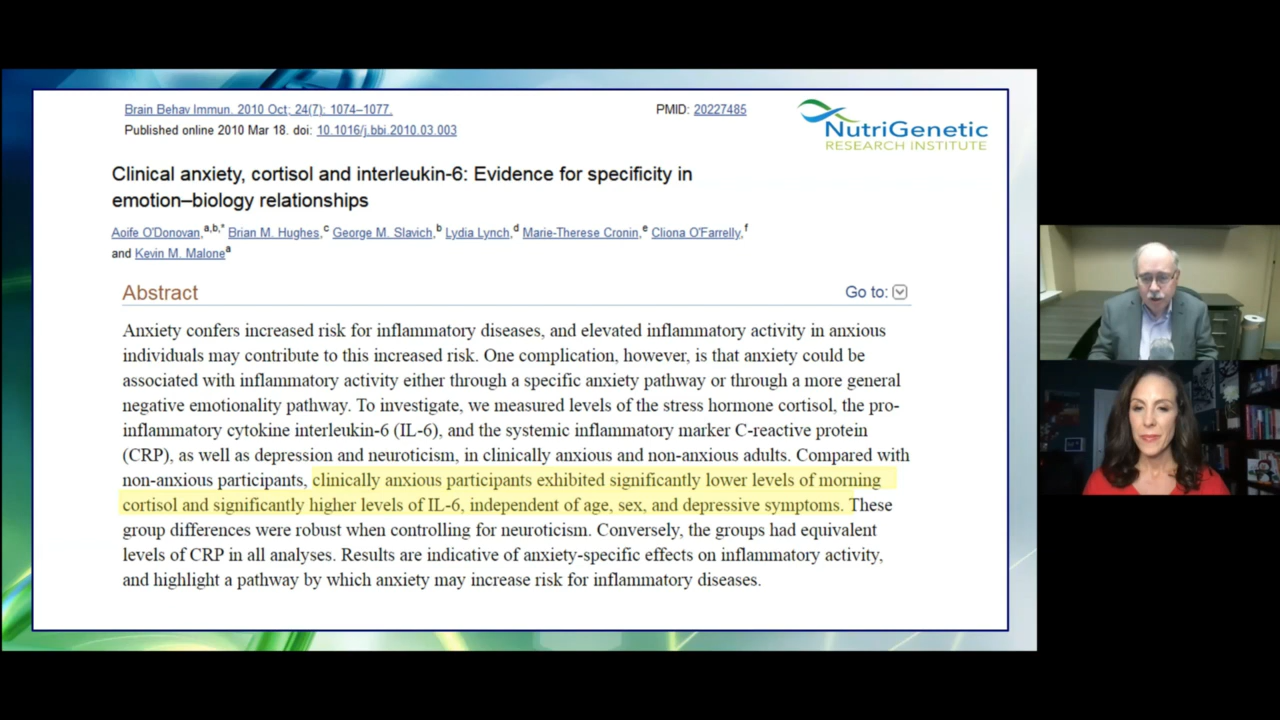 Brain Behav Immun. 2010 Oct; 24(7): 1074–1077.
PMID: 20227485
Published online 2010 Mar 18. doi: 10.1016/j.bbi.2010.03.003
NutriGenetic
RESEARCH INSTITUTE
Clinical anxiety, cortisol and interleukin-6: Evidence for specificity in
emotion–biology relationships
Aoife O'Donovan,a,b,* Brian M. Hughes,c George M. Slavich,b Lydia Lynch,d Marie-Therese Cronin,e Cliona O'Farrelly,f
and Kevin M. Malonea
Abstract
Go to:
Anxiety confers increased risk for inflammatory diseases, and elevated inflammatory activity in anxious
individuals may contribute to this increased risk. One complication, however, is that anxiety could be
associated with inflammatory activity either through a specific anxiety pathway or through a more general
negative emotionality pathway. To investigate, we measured levels of the stress hormone cortisol, the pro-
inflammatory cytokine interleukin-6 (IL-6), and the systemic inflammatory marker C-reactive protein
(CRP), as well as depression and neuroticism, in clinically anxious and non-anxious adults. Compared with
non-anxious participants, clinically anxious participants exhibited significantly lower levels of morning
cortisol and significantly higher levels of IL-6, independent of age, sex, and depressive symptoms. These
group differences were robust when controlling for neuroticism. Conversely, the groups had equivalent
levels of CRP in all analyses. Results are indicative of anxiety-specific effects on inflammatory activity,
and highlight a pathway by which anxiety may increase risk for inflammatory diseases.